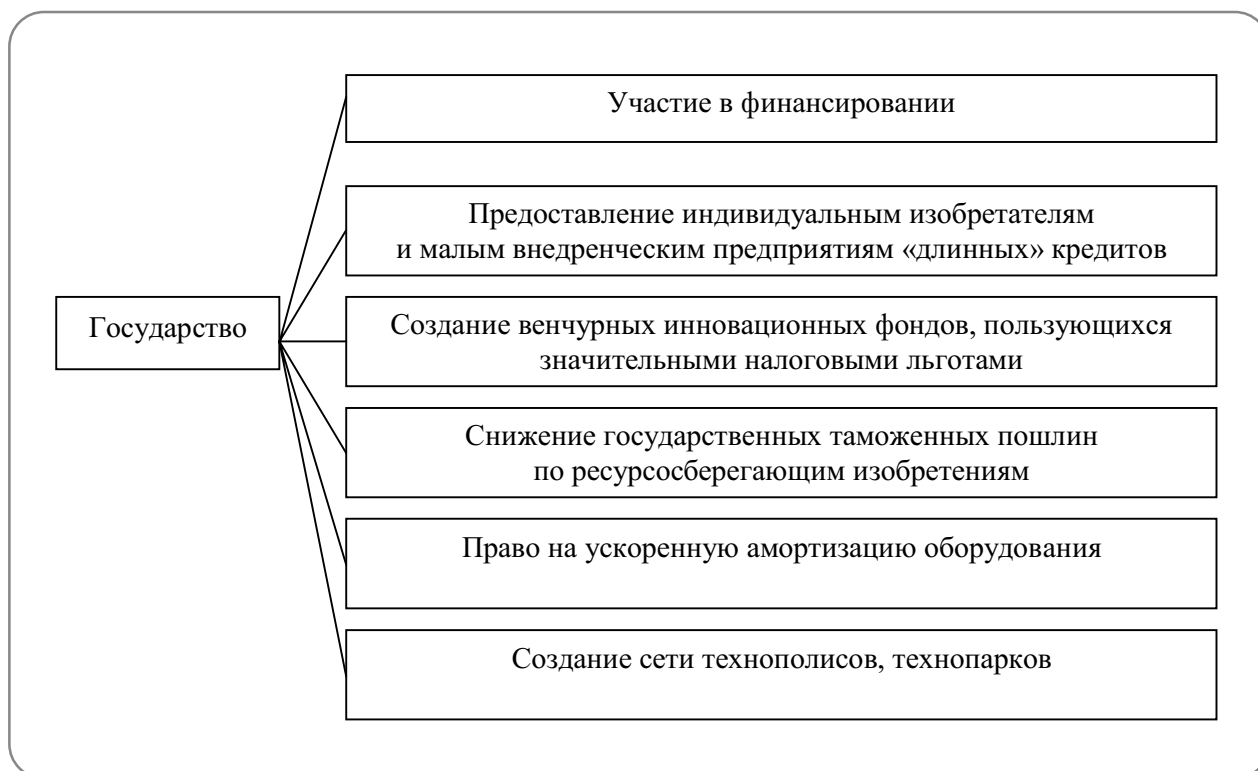 Участие в финансировании
Предоставление индивидуальным изобретателям
и малым внедренческим предприятиям «длинных» кредитов
Государство
Создание венчурных инновационных фондов, пользующихся
значительными налоговыми льготами
Снижение государственных таможенных пошлин
по ресурсосберегающим изобретениям
Право на ускоренную амортизацию оборудования
Создание сети технополисов, технопарков